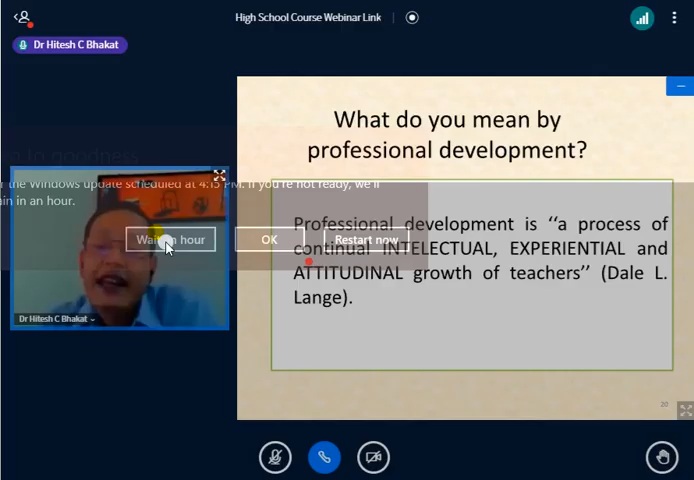 High School Course Webinar Link
Dr Hitesh C Bhakat
What do you mean by
professional development?
the Windows update scheduled at 4:15 PM. If you're not ready, we'll
in in an hour.
Wait an hour
OK
Restart now
Professional development is ‘‘a process of
continual INTELECTUAL, EXPERIENTIAL and
ATTITUDINAL growth of teachers’’ (Dale L.
Lange).
Dr Hitesh C Bhakat
20